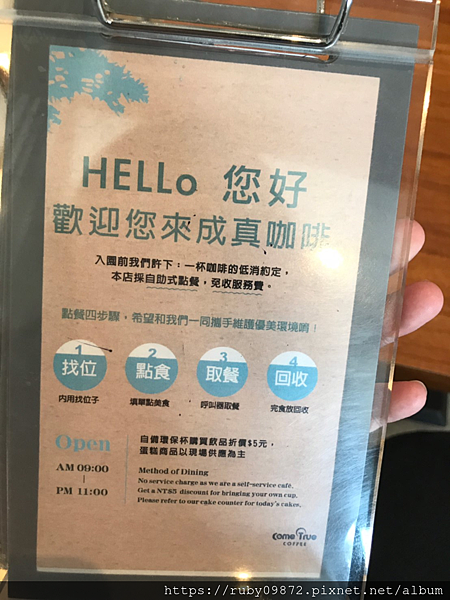 HELLo 您好
歡迎您來成真咖啡
入園前我們許下：一杯咖啡的低消約定，
本店採自助式點餐，免收服務費。
點餐四步驟，希望和我們一同攜手維護優美環境唷！
1 2 3 4
找位 點食 取餐 回收
內用找位子 填單點美食 呼叫器取餐 完食放回收
Open
AM 09:00
PM 11:00
自備環保杯購買飲品折價$5元，
蛋糕商品以現場供應為主
Method of Dining
No service charge as we are a self-service café.
Get a NT$5 discount for bringing your own cup.
Please refer to our cake counter for today's cakes.
Come True
COFFEE
https://ruby09872.pixnet.net/album